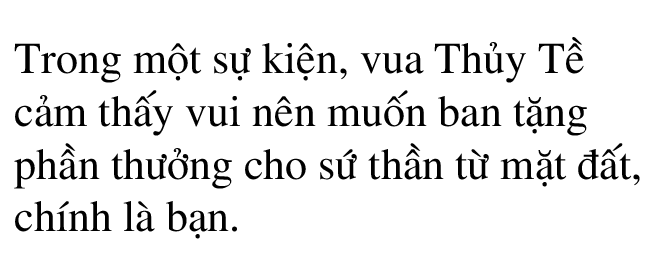 Trong một sự kiện, vua Thủy Tề
cảm thấy vui nên muốn ban tặng
phần thưởng cho sứ thần từ mặt đất,
chính là bạn.